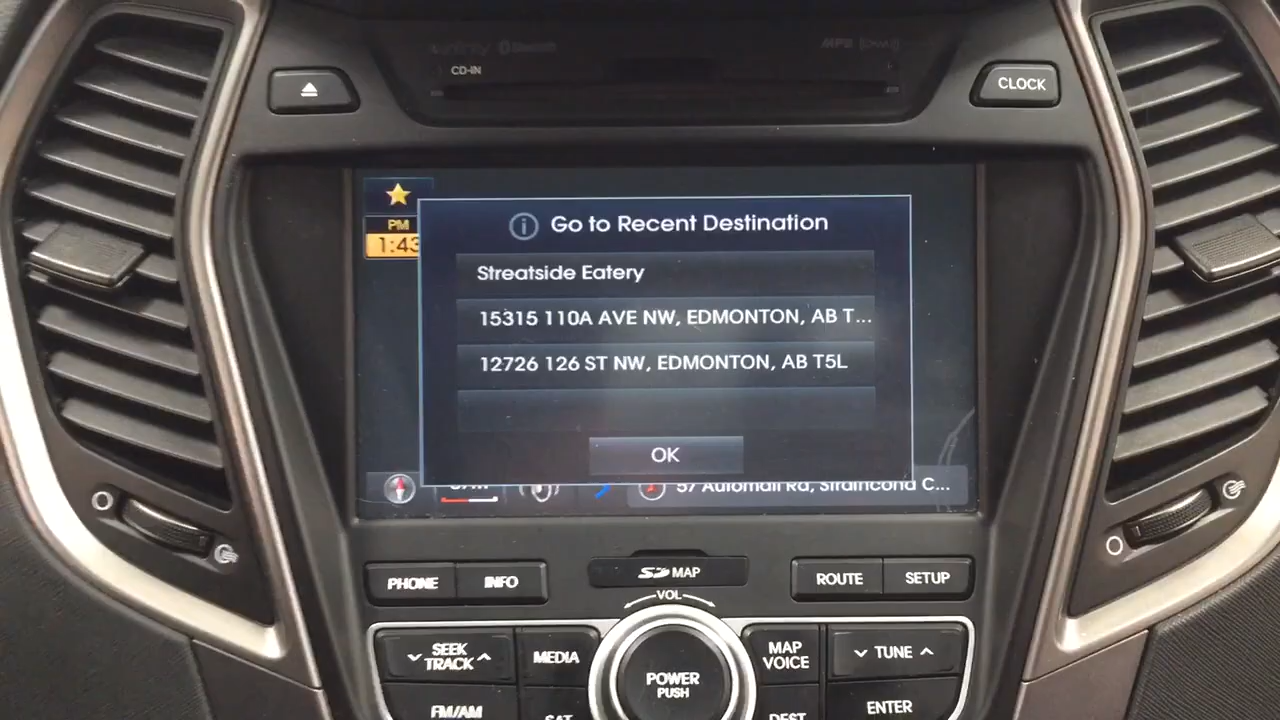 CD-IN
MP3
CLOCK
PM
1:43
Go to Recent Destination
Streatside Eatery
15315 110A AVE NW, EDMONTON, AB T...
12726 126 ST NW, EDMONTON, AB T5L
OK
57 Automall Rd, Strathcona C...
PHONE
INFO
SD MAP
ROUTE
SETUP
VOL
SEEK
TRACK
MEDIA
POWER
PUSH
MAP
VOICE
TUNE
FM/AM
SAT
DEST
ENTER